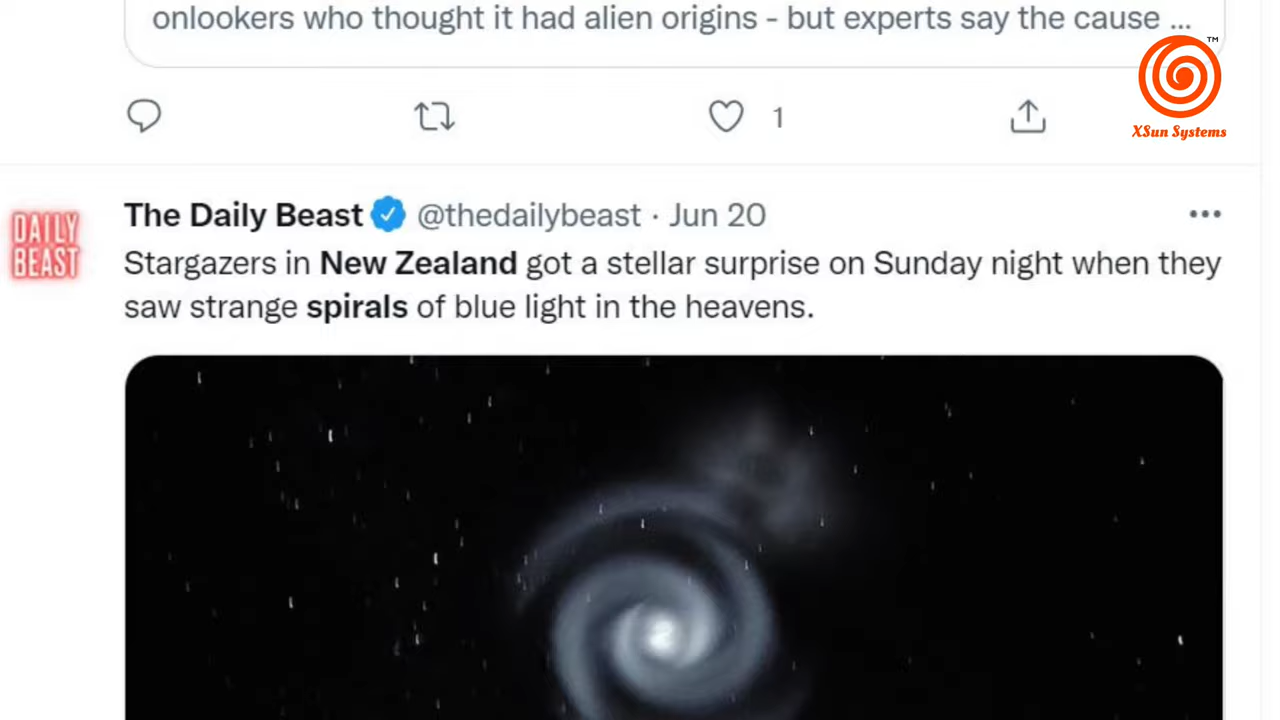 onlookers who thought it had alien origins - but experts say the cause ...
TM
1
XSun Systems
The Daily Beast @thedailybeast · Jun 20
DAILY
BEAST
Stargazers in New Zealand got a stellar surprise on Sunday night when they
saw strange spirals of blue light in the heavens.